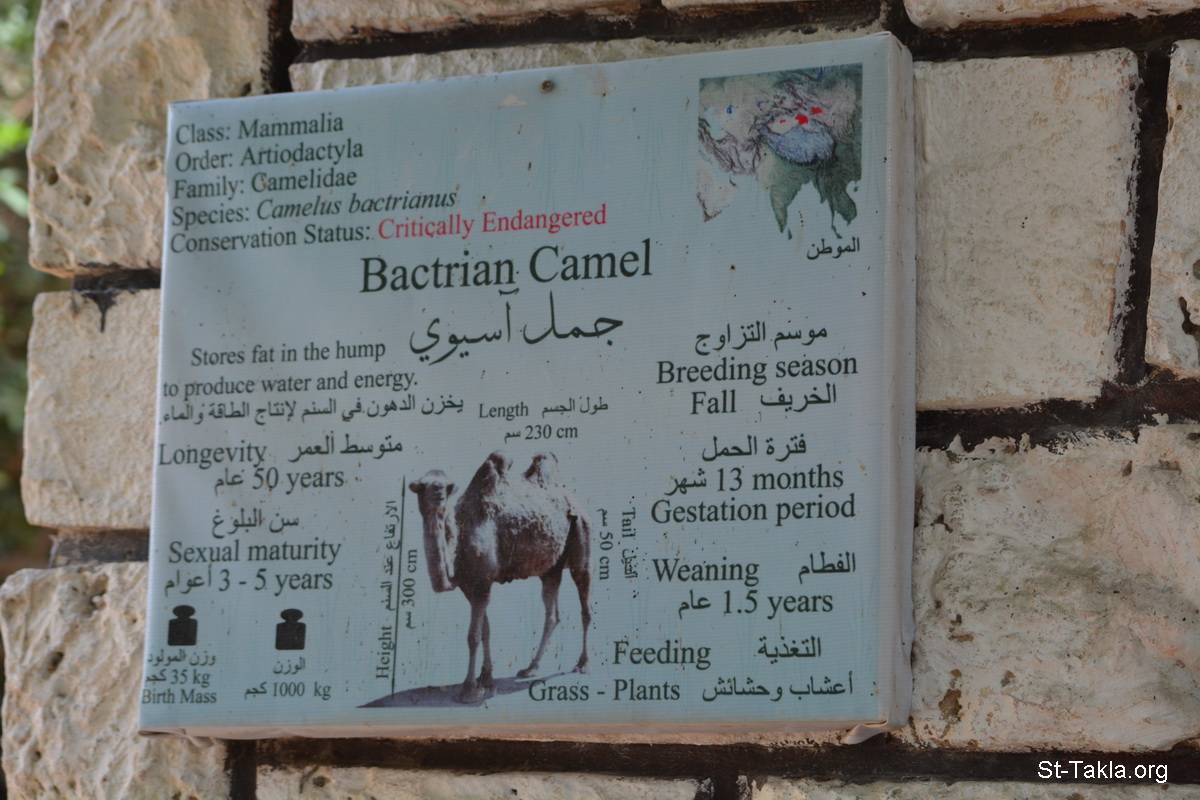 Class: Mammalia
Order: Artiodactyla
Family: Camelidae
Species: Camelus bactrianus
Conservation Status: Critically Endangered
الموطن
Bactrian Camel
جمل آسيوي
Stores fat in the hump
to produce water and energy.
يخزن الدهون في السنم لإنتاج الطاقة والماء.
Longevity متوسط العمر
50 years عام
سن البلوغ
Sexual maturity
3 - 5 years أعوام
وزن المولود
35 kg كجم
Birth Mass
الوزن
1000 kg كجم
Length طول الجسم
230 cm سم
Height الارتفاع عند السنم
300 cm سم
Tail الذيل
50 cm سم
موسم التزاوج
Breeding season
Fall الخريف
فترة الحمل
13 months شهر
Gestation period
Weaning الفطام
1.5 years عام
Feeding التغذية
Grass - Plants أعشاب وحشائش
St-Takla.org